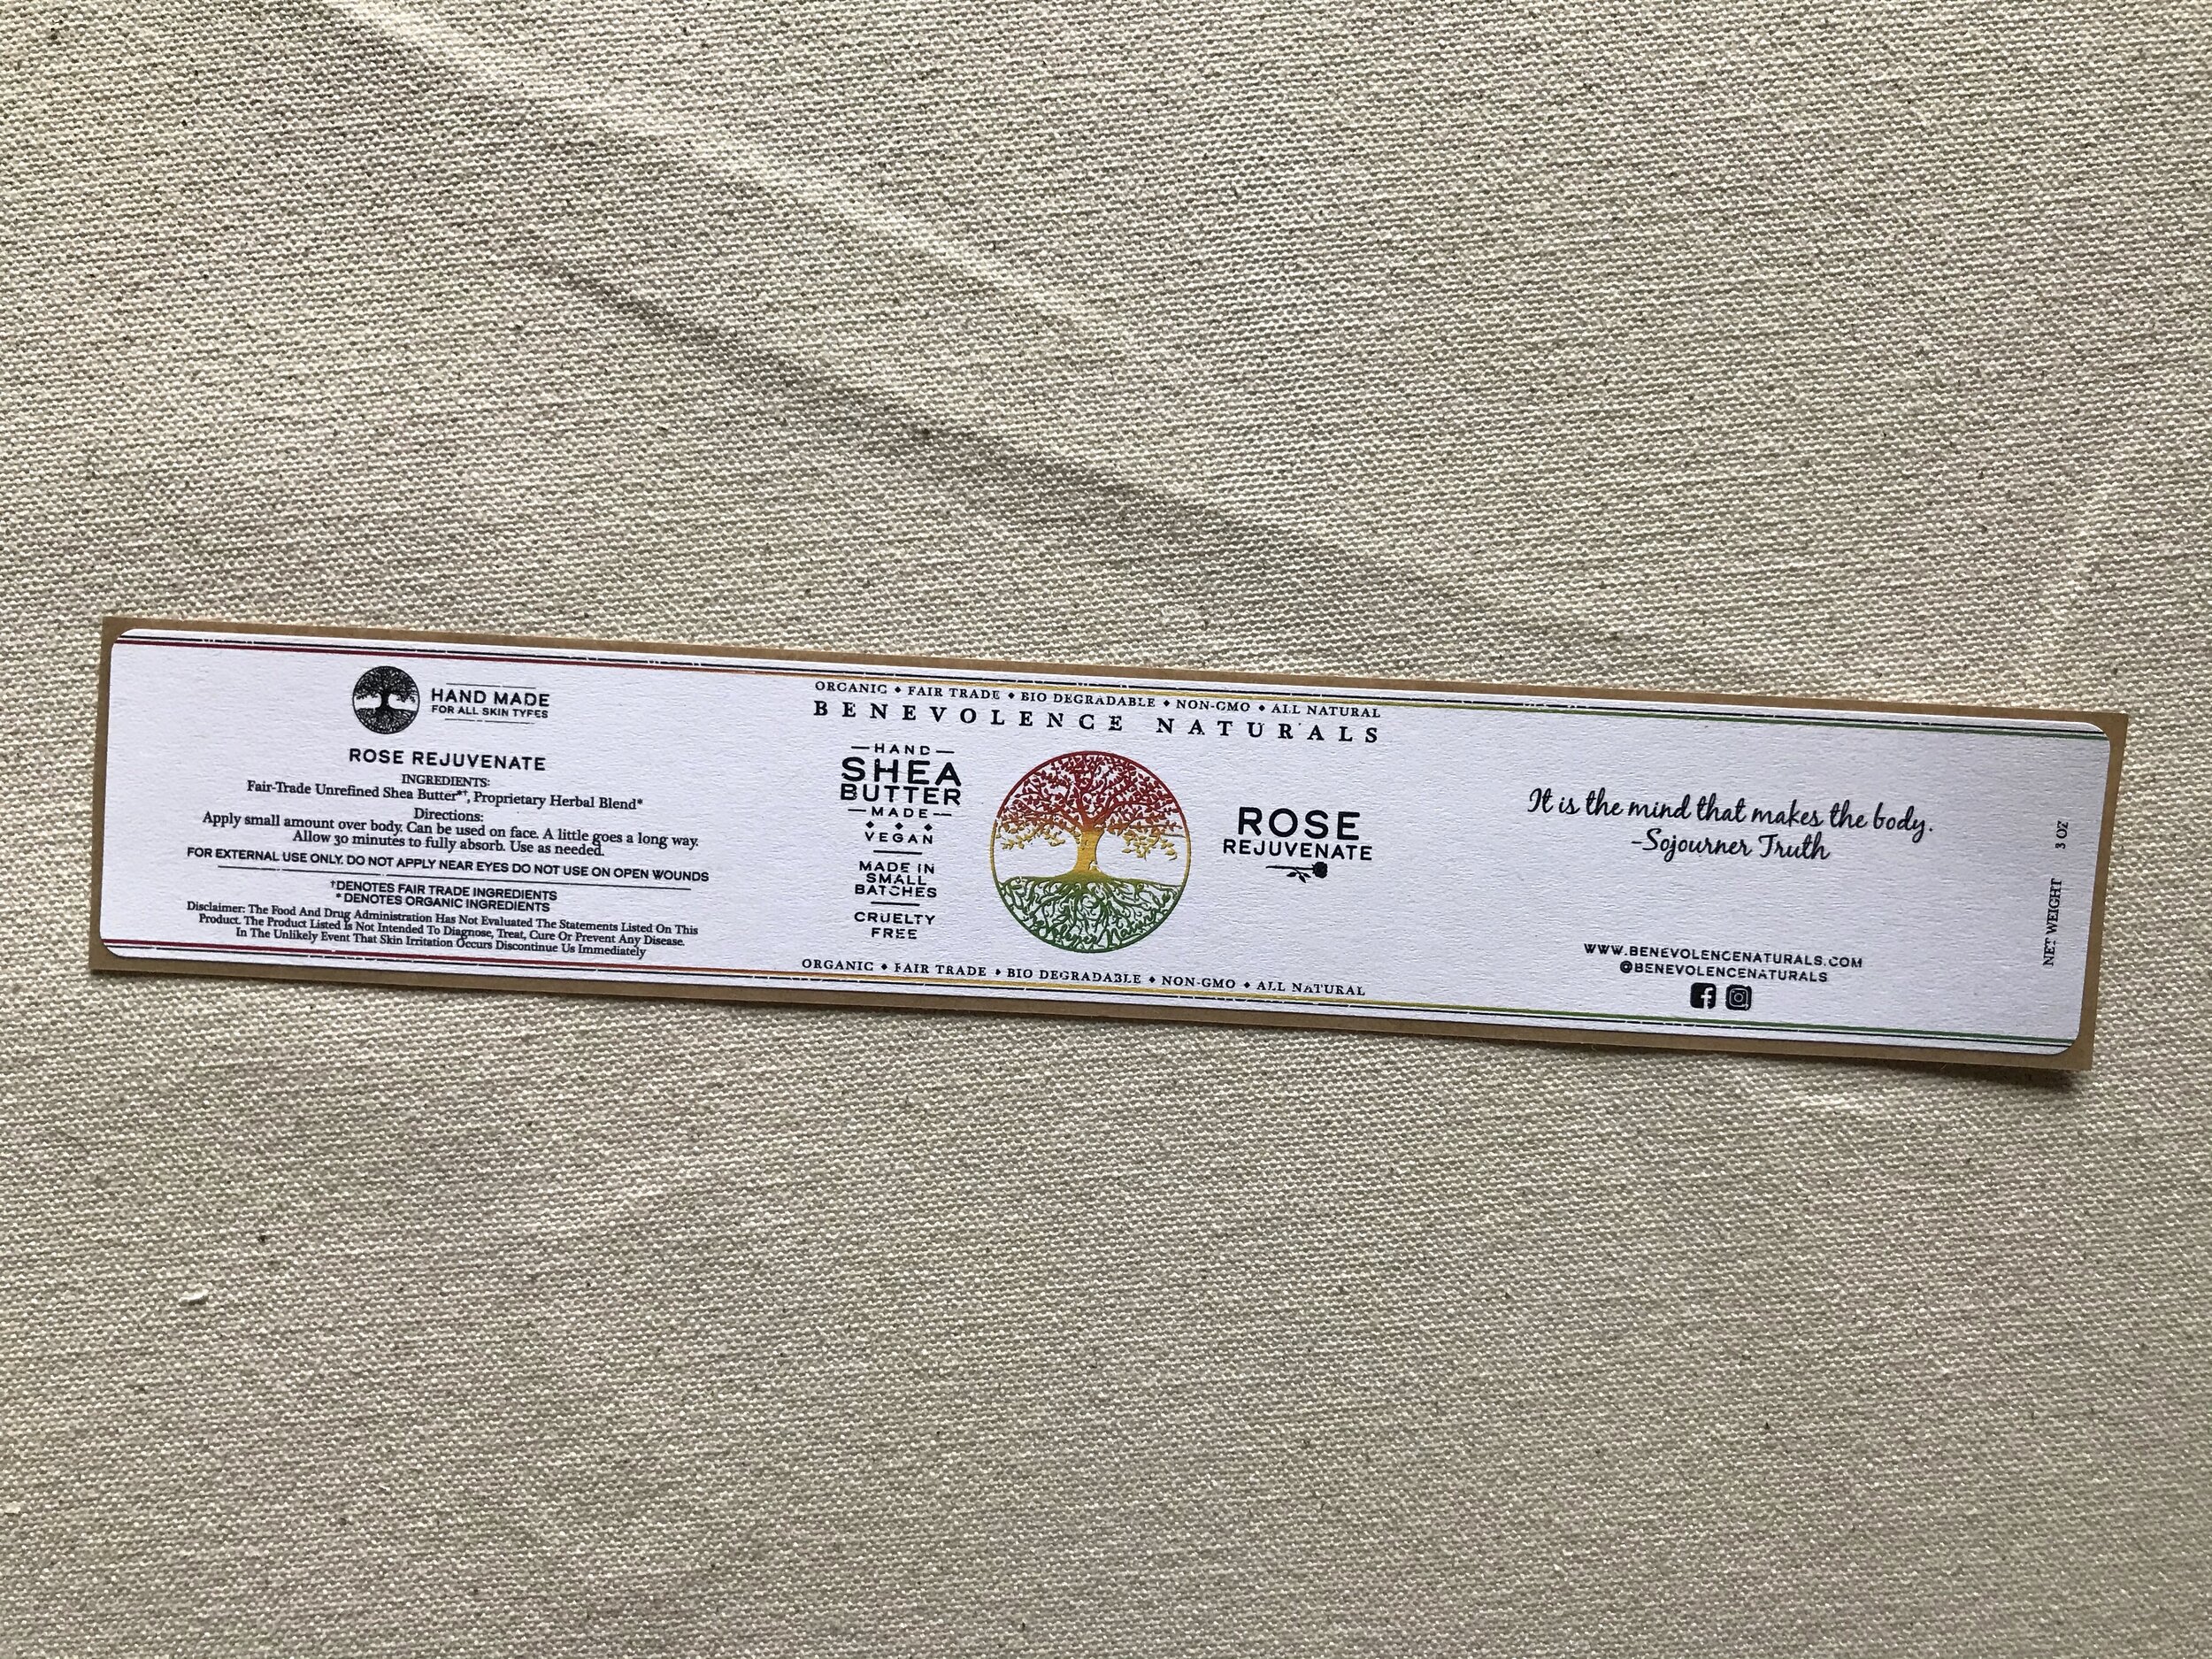 HAND MADE
FOR ALL SKIN TYPES
ROSE REJUVENATE
INGREDIENTS:
Fair-Trade Unrefined Shea Butter*†, Proprietary Herbal Blend*
Directions:
Apply small amount over body. Can be used on face. A little goes a long way.
Allow 30 minutes to fully absorb. Use as needed.
FOR EXTERNAL USE ONLY. DO NOT APPLY NEAR EYES DO NOT USE ON OPEN WOUNDS
†DENOTES FAIR TRADE INGREDIENTS
* DENOTES ORGANIC INGREDIENTS
Disclaimer: The Food And Drug Administration Has Not Evaluated The Statements Listed On This
Product. The Product Listed Is Not Intended To Diagnose, Treat, Cure Or Prevent Any Disease.
In The Unlikely Event That Skin Irritation Occurs Discontinue Us Immediately
ORGANIC ♦ FAIR TRADE ♦ BIO DEGRADABLE ♦ NON-GMO ♦ ALL NATURAL
BENEVOLENCE NATURALS
HAND
SHEA
BUTTER
MADE
VEGAN
MADE IN
SMALL
BATCHES
CRUELTY
FREE
ROSE
REJUVENATE
ORGANIC ♦ FAIR TRADE ♦ BIO DEGRADABLE ♦ NON-GMO ♦ ALL NATURAL
It is the mind that makes the body.
-Sojourner Truth
WWW.BENEVOLENCENATURALS.COM
@BENEVOLENCENATURALS
NET WEIGHT 3 OZ